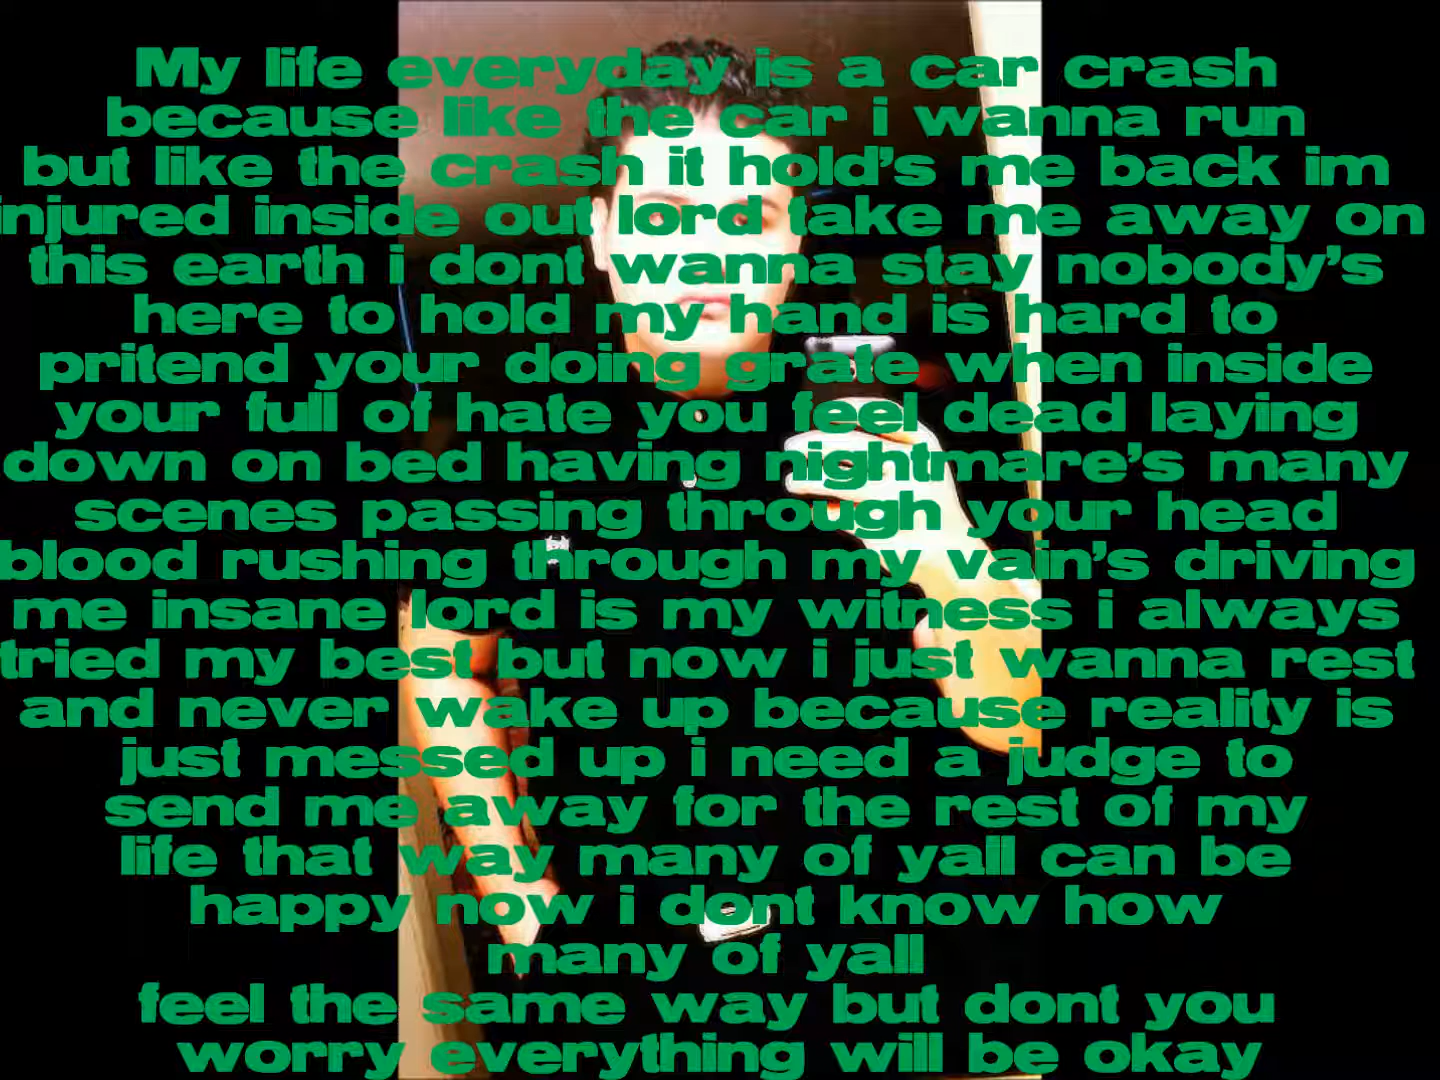 My life everyday is a car crash
because like the car i wanna run
but like the crash it hold's me back im
injured inside out lord take me away on
this earth i dont wanna stay nobody's
here to hold my hand is hard to
pritend your doing grate when inside
your full of hate you feel dead laying
down on bed having nightmare's many
scenes passing through your head
blood rushing through my vain's driving
me insane lord is my witness i always
tried my best but now i just wanna rest
and never wake up because reality is
just messed up i need a judge to
send me away for the rest of my
life that way many of yall can be
happy now i dont know how
many of yall
feel the same way but dont you
worry everything will be okay